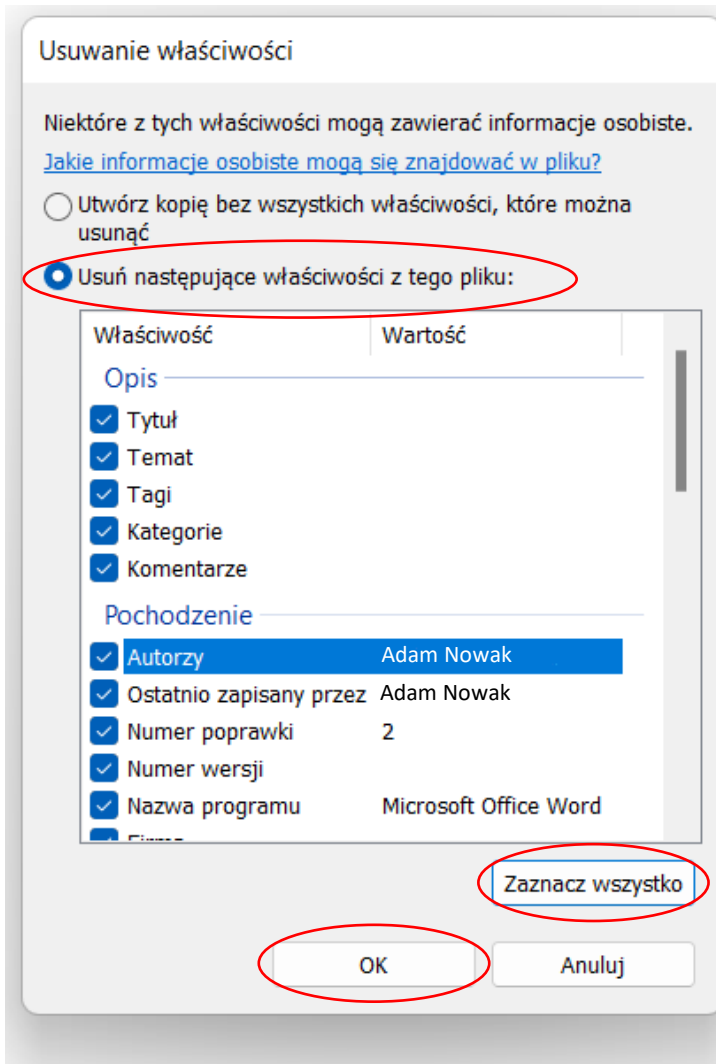 Usuwanie właściwości
Niektóre z tych właściwości mogą zawierać informacje osobiste.
Jakie informacje osobiste mogą się znajdować w pliku?
Utwórz kopię bez wszystkich właściwości, które można
usunąć
Usuń następujące właściwości z tego pliku:
Właściwość Wartość
Opis
Tytuł
Temat
Tagi
Kategorie
Komentarze
Pochodzenie
Autorzy Adam Nowak
Ostatnio zapisany przez Adam Nowak
Numer poprawki 2
Numer wersji
Nazwa programu Microsoft Office Word
Zaznacz wszystko
OK Anuluj